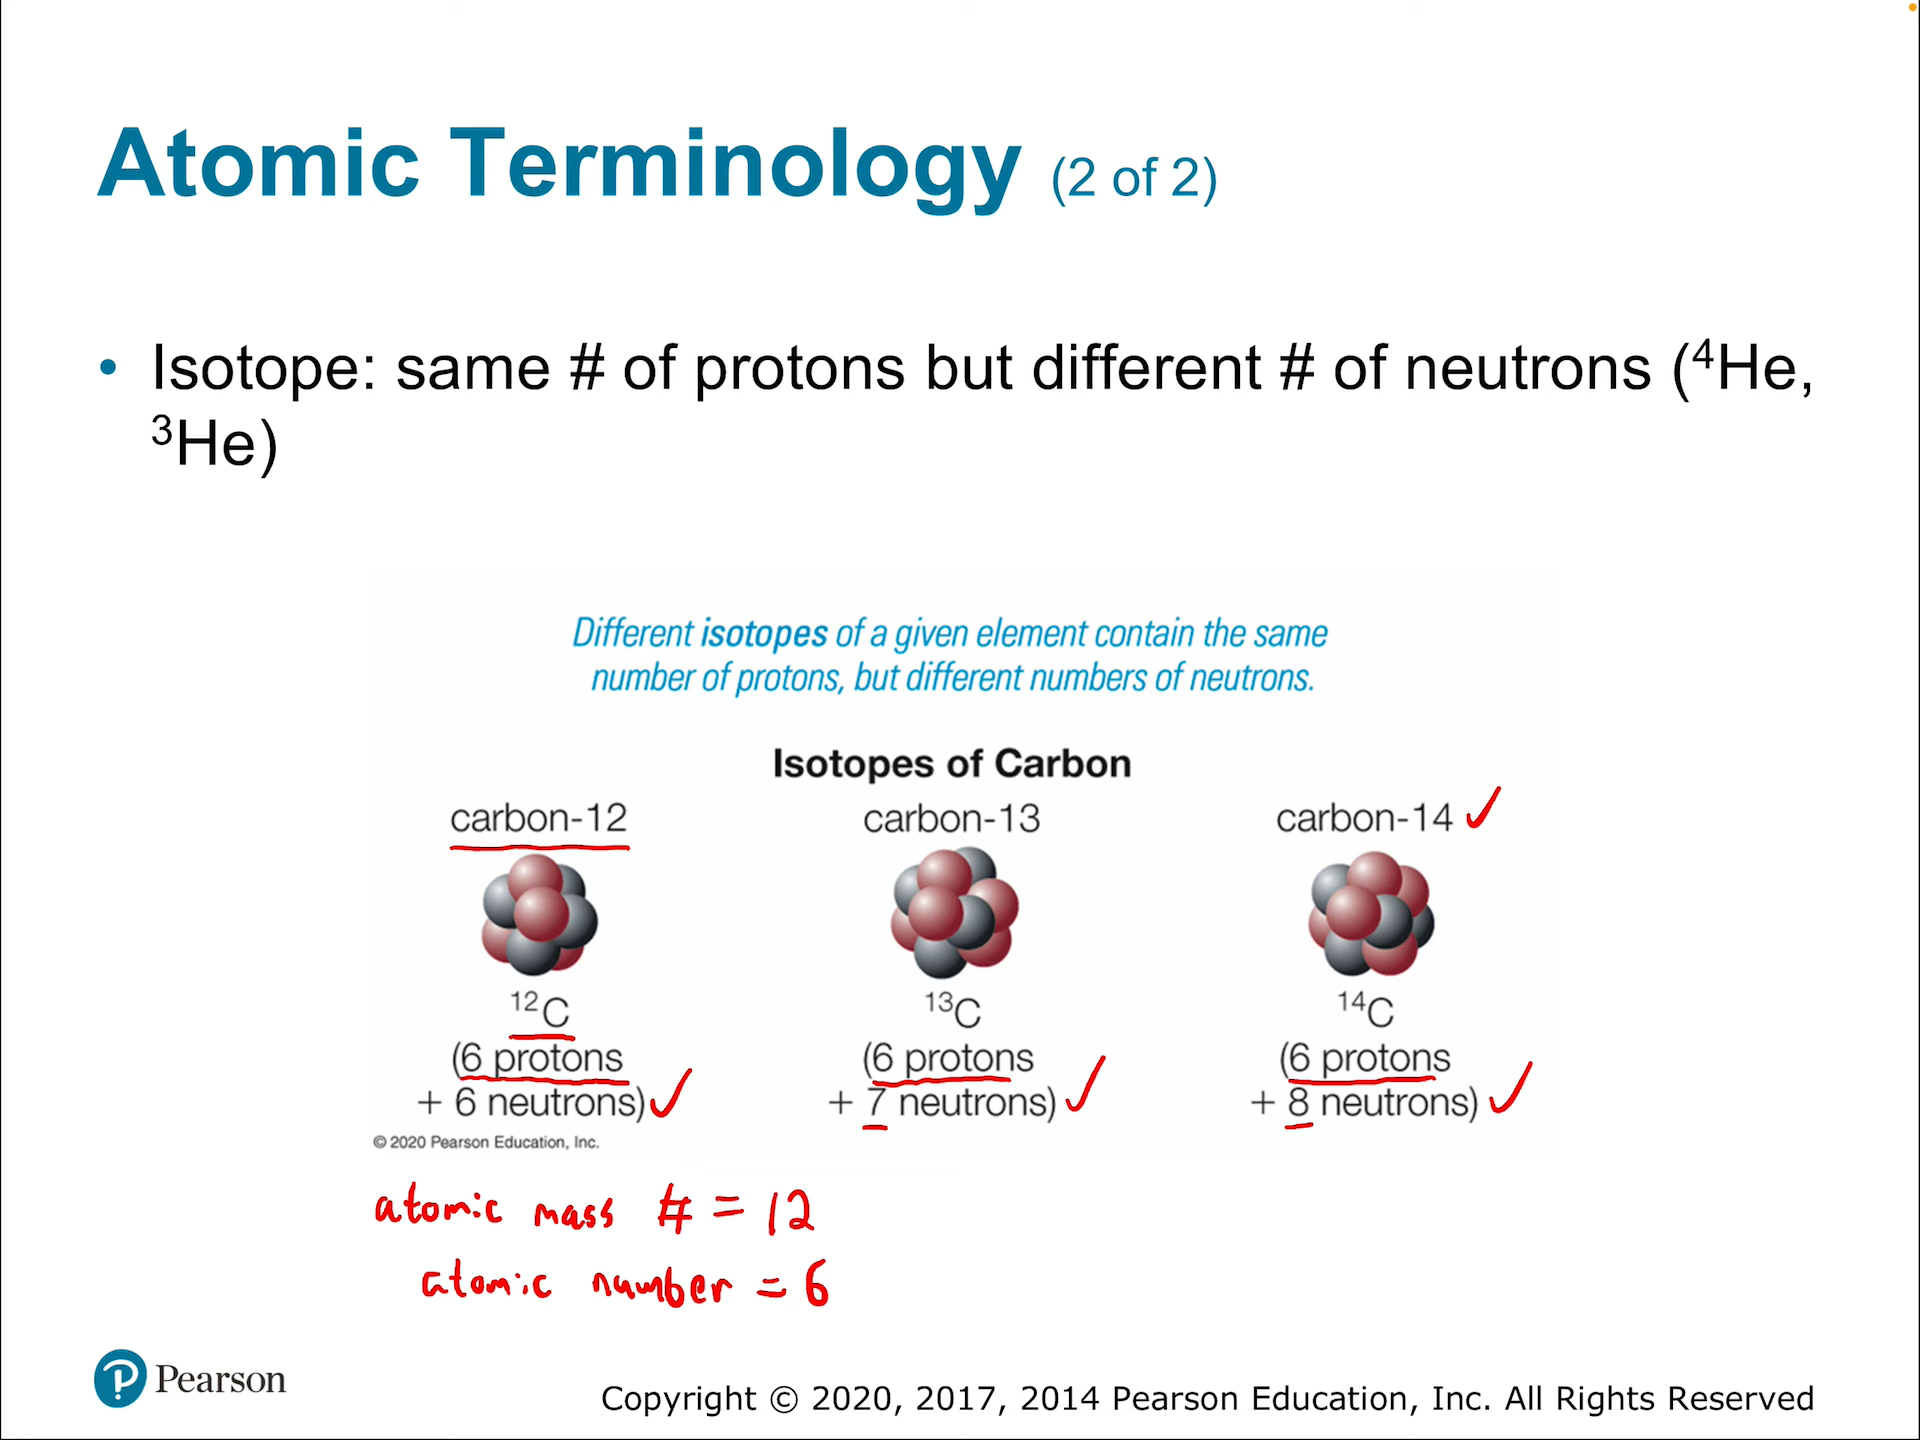 Atomic Terminology (2 of 2)
• Isotope: same # of protons but different # of neutrons (⁴He,
³He)
Different isotopes of a given element contain the same
number of protons, but different numbers of neutrons.
Isotopes of Carbon
carbon-12 carbon-13 carbon-14 ✓
¹²C ¹³C ¹⁴C
(6 protons (6 protons (6 protons
+ 6 neutrons) ✓ + 7 neutrons) ✓ + 8 neutrons) ✓
© 2020 Pearson Education, Inc.
atomic mass # = 12
atomic number = 6
P Pearson
Copyright © 2020, 2017, 2014 Pearson Education, Inc. All Rights Reserved